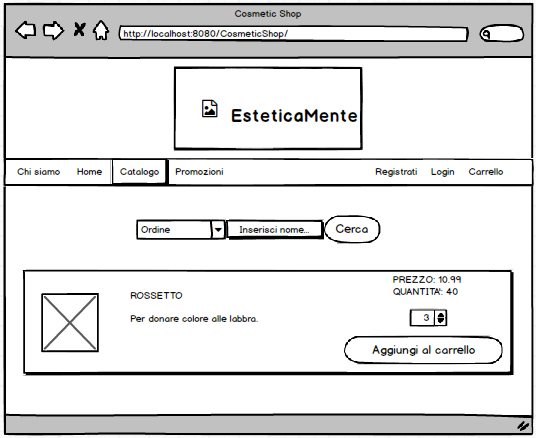 Cosmetic Shop
http://localhost:8080/CosmeticShop/
EsteticaMente
Chi siamo Home Catalogo Promozioni Registrati Login Carrello
Ordine Inserisci nome... Cerca
PREZZO: 10.99
ROSSETTO
QUANTITA': 40
Per donare colore alle labbra.
3
Aggiungi al carrello